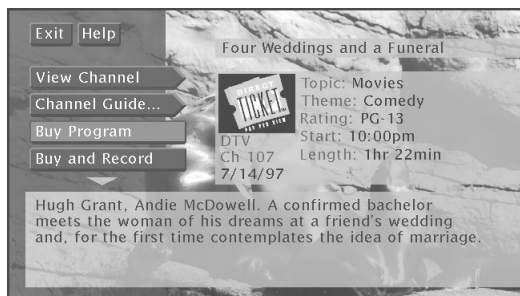 Exit Help
Four Weddings and a Funeral
View Channel
Channel Guide...
Buy Program
Buy and Record
DIRECT
TICKET
PAY PER VIEW
DTV
Ch 107
7/14/97
Topic: Movies
Theme: Comedy
Rating: PG-13
Start: 10:00pm
Length: 1hr 22min
Hugh Grant, Andie McDowell. A confirmed bachelor
meets the woman of his dreams at a friend's wedding
and, for the first time contemplates the idea of marriage.